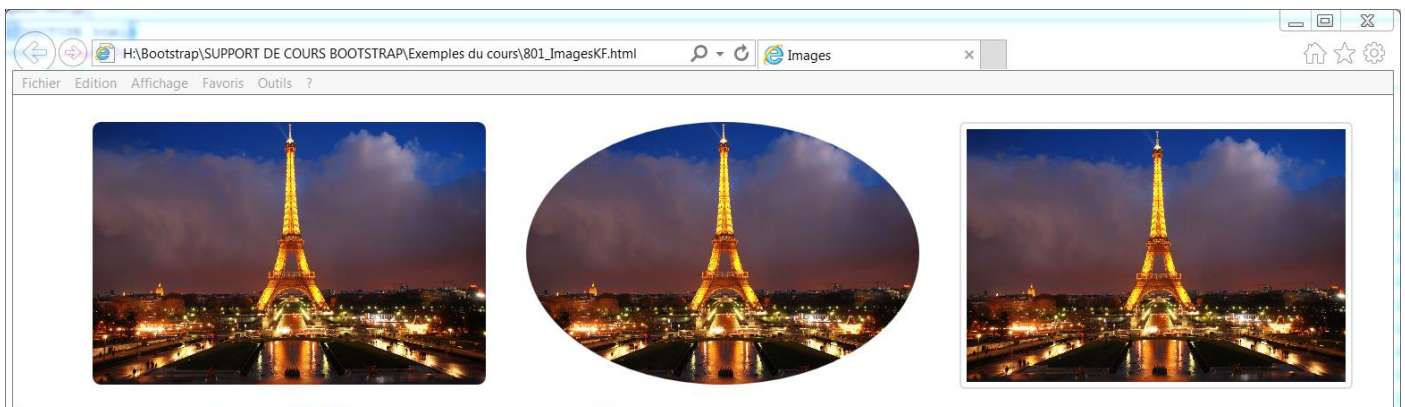 H:\Bootstrap\SUPPORT DE COURS BOOTSTRAP\Exemples du cours\801_ImagesKF.html
Images
Fichier Edition Affichage Favoris Outils ?